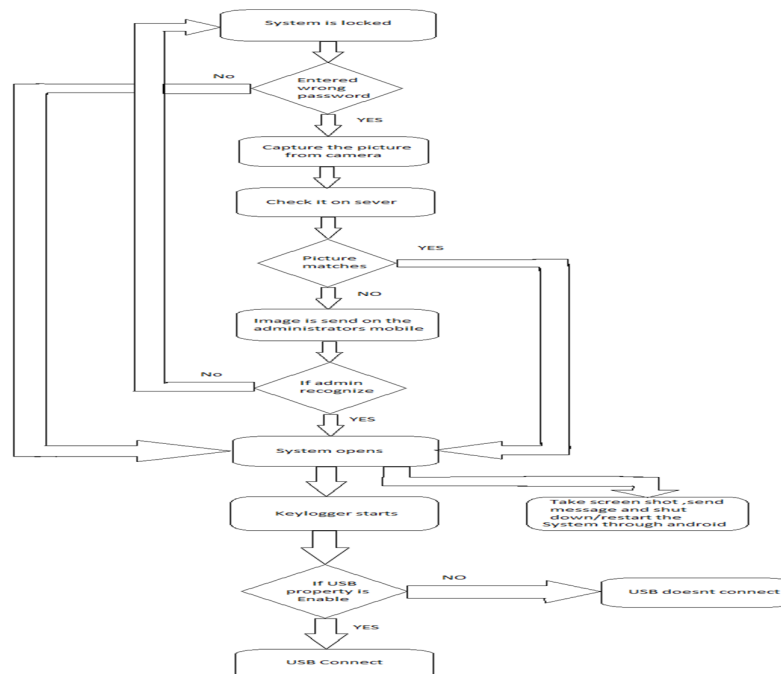 System is locked
No
Entered
wrong
password
YES
Capture the picture
from camera
Check it on sever
Picture
matches
YES
NO
Image is send on the
administrators mobile
No
If admin
recognize
YES
System opens
Keylogger starts
Take screen shot ,send
message and shut
down/restart the
System through android
If USB
property is
Enable
NO
USB doesnt connect
YES
USB Connect